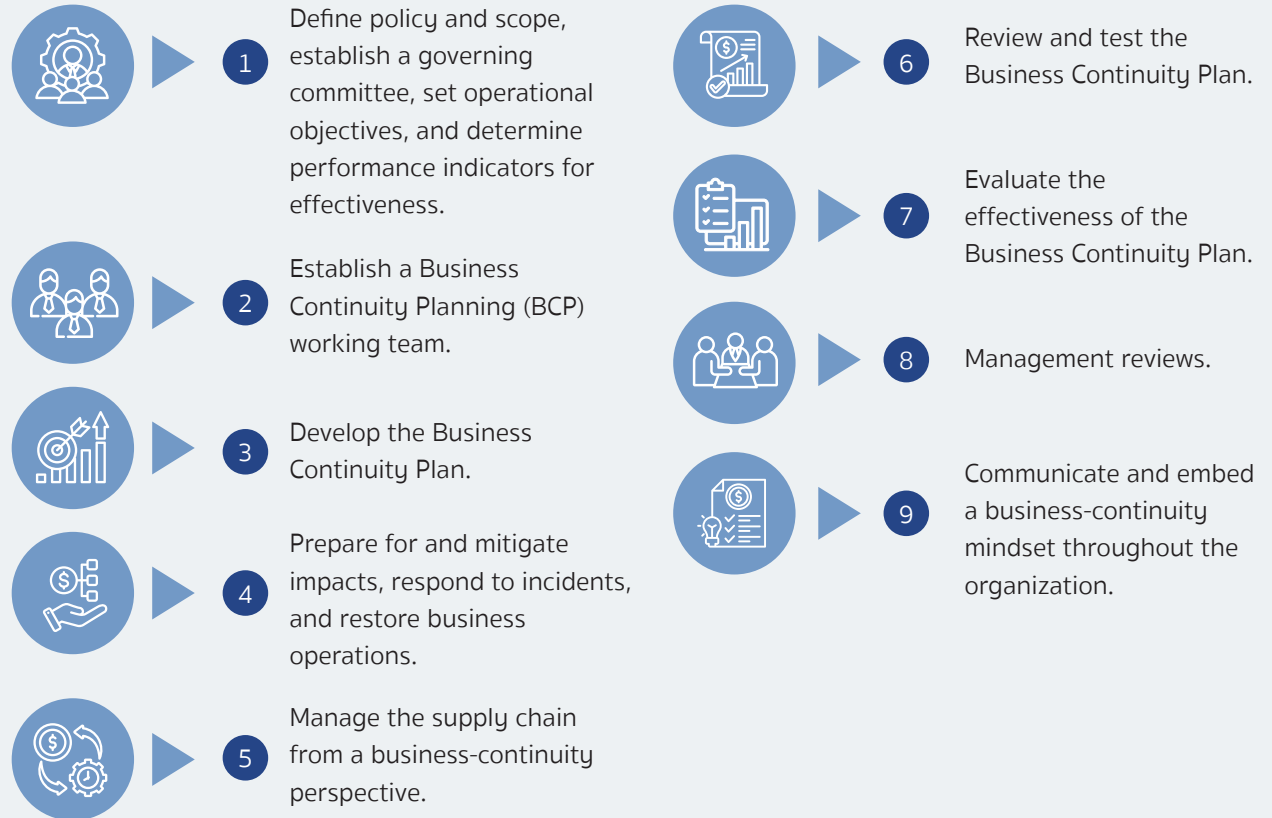 1
Define policy and scope,
establish a governing
committee, set operational
objectives, and determine
performance indicators for
effectiveness.
2
Establish a Business
Continuity Planning (BCP)
working team.
3
Develop the Business
Continuity Plan.
4
Prepare for and mitigate
impacts, respond to incidents,
and restore business
operations.
5
Manage the supply chain
from a business-continuity
perspective.
6
Review and test the
Business Continuity Plan.
7
Evaluate the
effectiveness of the
Business Continuity Plan.
8
Management reviews.
9
Communicate and embed
a business-continuity
mindset throughout the
organization.